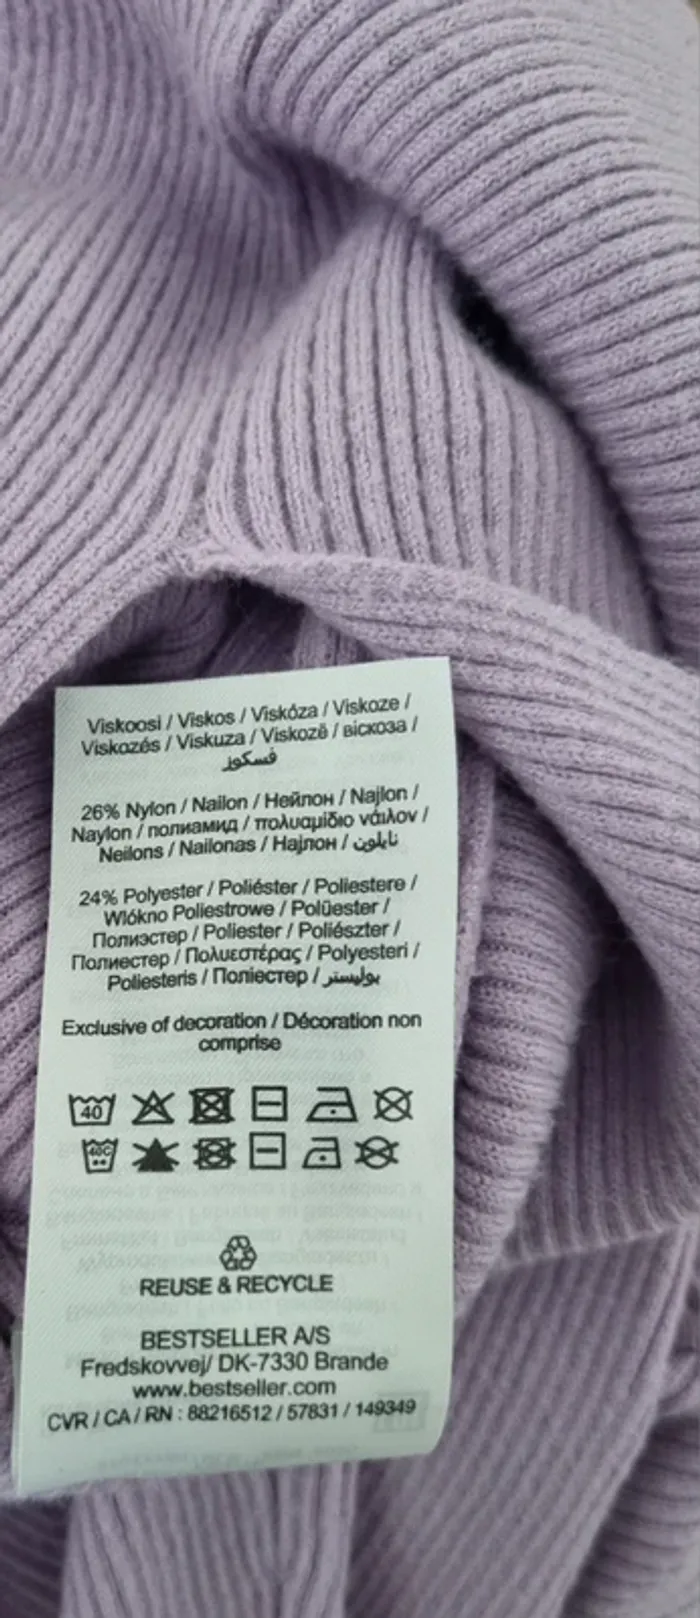 Viskoosi / Viskos / Viskóza / Viskoze /
Viskozés / Viskuza / Viskozë / віскоза /
فسكوز
26% Nylon / Nailon / Нейлон / Najlon /
Naylon / полиамид / πολυαμίδιο νάιλον /
Neilons / Nailonas / Најлон / نايلون
24% Polyester / Poliéster / Poliestere /
Wlókno Poliestrowe / Polüester /
Полиэстер / Poliester / Poliészter /
Полиестер / Πολυεστέρας / Polyesteri /
Poliesteris / Поліестер / بوليستر
Exclusive of decoration / Décoration non
comprise
40
40C
REUSE & RECYCLE
BESTSELLER A/S
Fredskovvej/ DK-7330 Brande
www.bestseller.com
CVR / CA / RN : 88216512 / 57831 / 149349